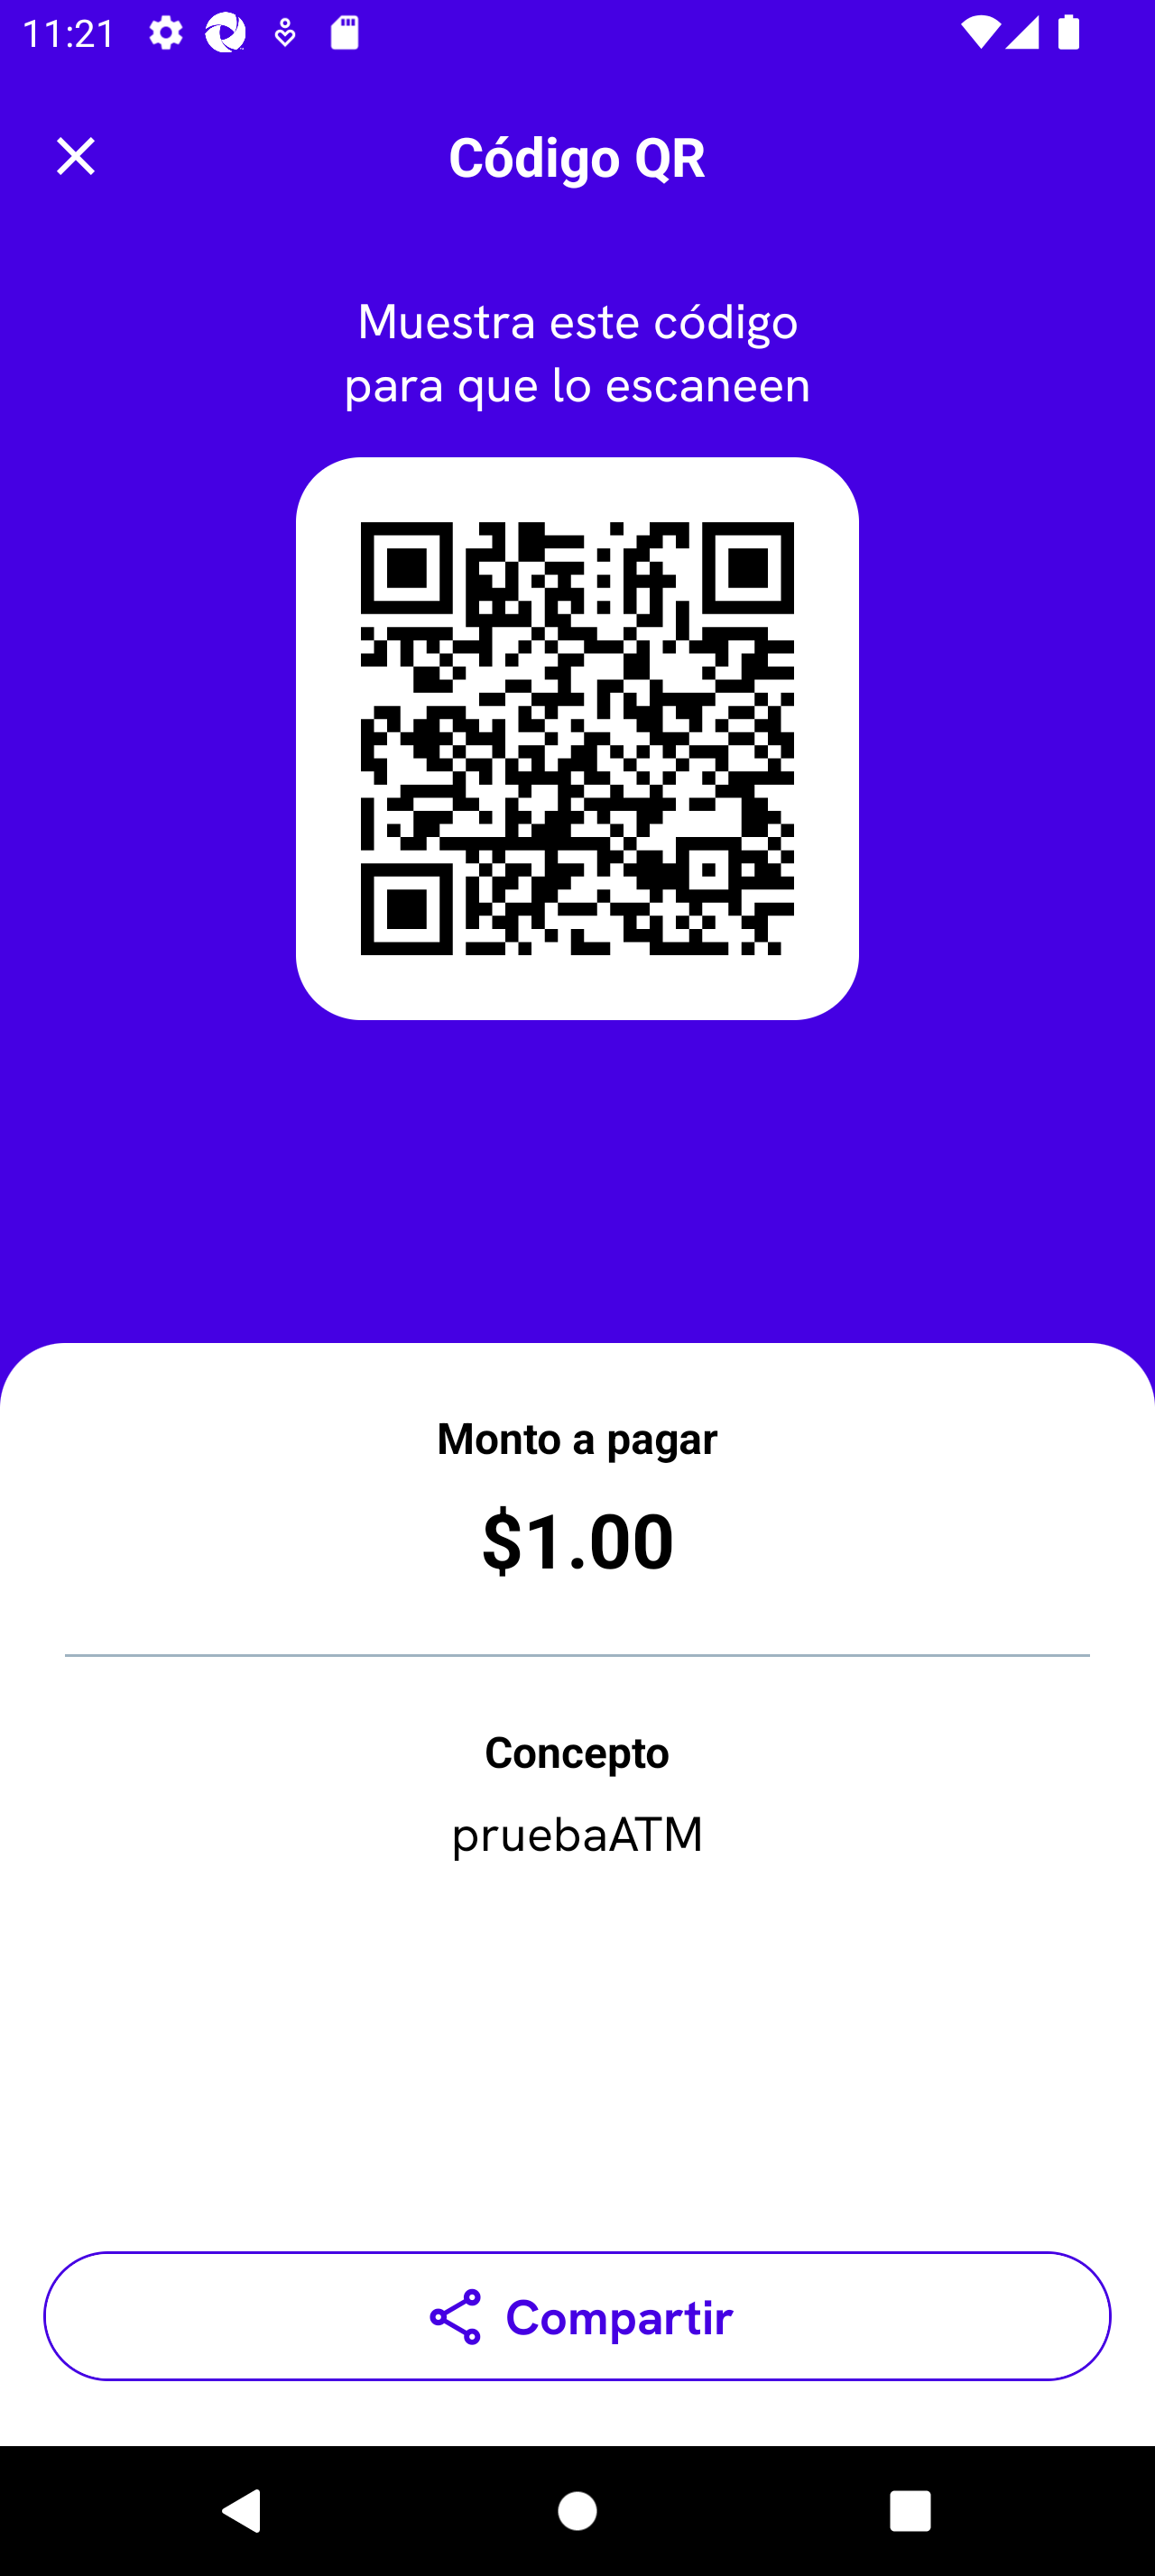 11:21
Código QR
Muestra este código
para que lo escaneen
Monto a pagar
$1.00
Concepto
pruebaATM
Compartir